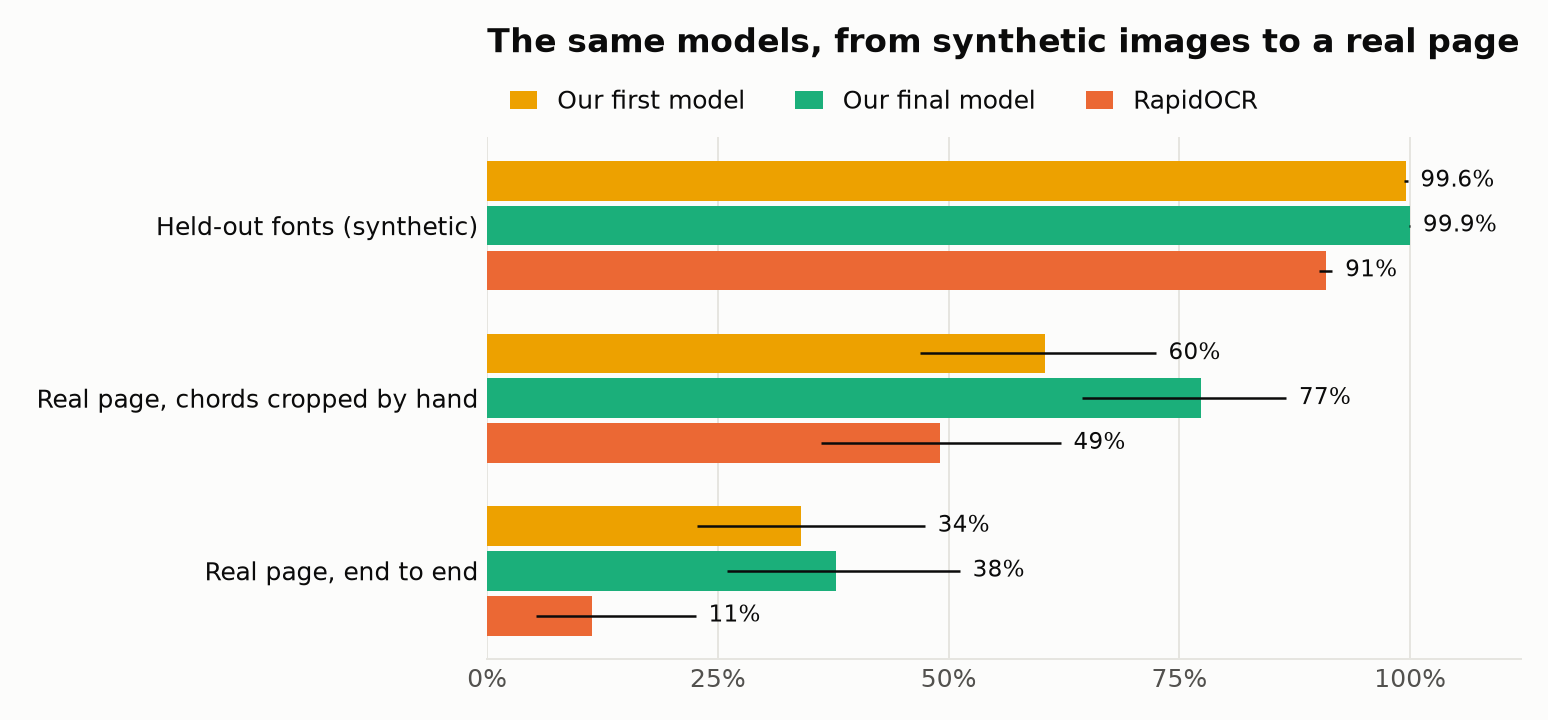 The same models, from synthetic images to a real page
Our first model Our final model RapidOCR
Held-out fonts (synthetic)
99.6%
99.9%
91%
Real page, chords cropped by hand
60%
77%
49%
Real page, end to end
34%
38%
11%
0% 25% 50% 75% 100%